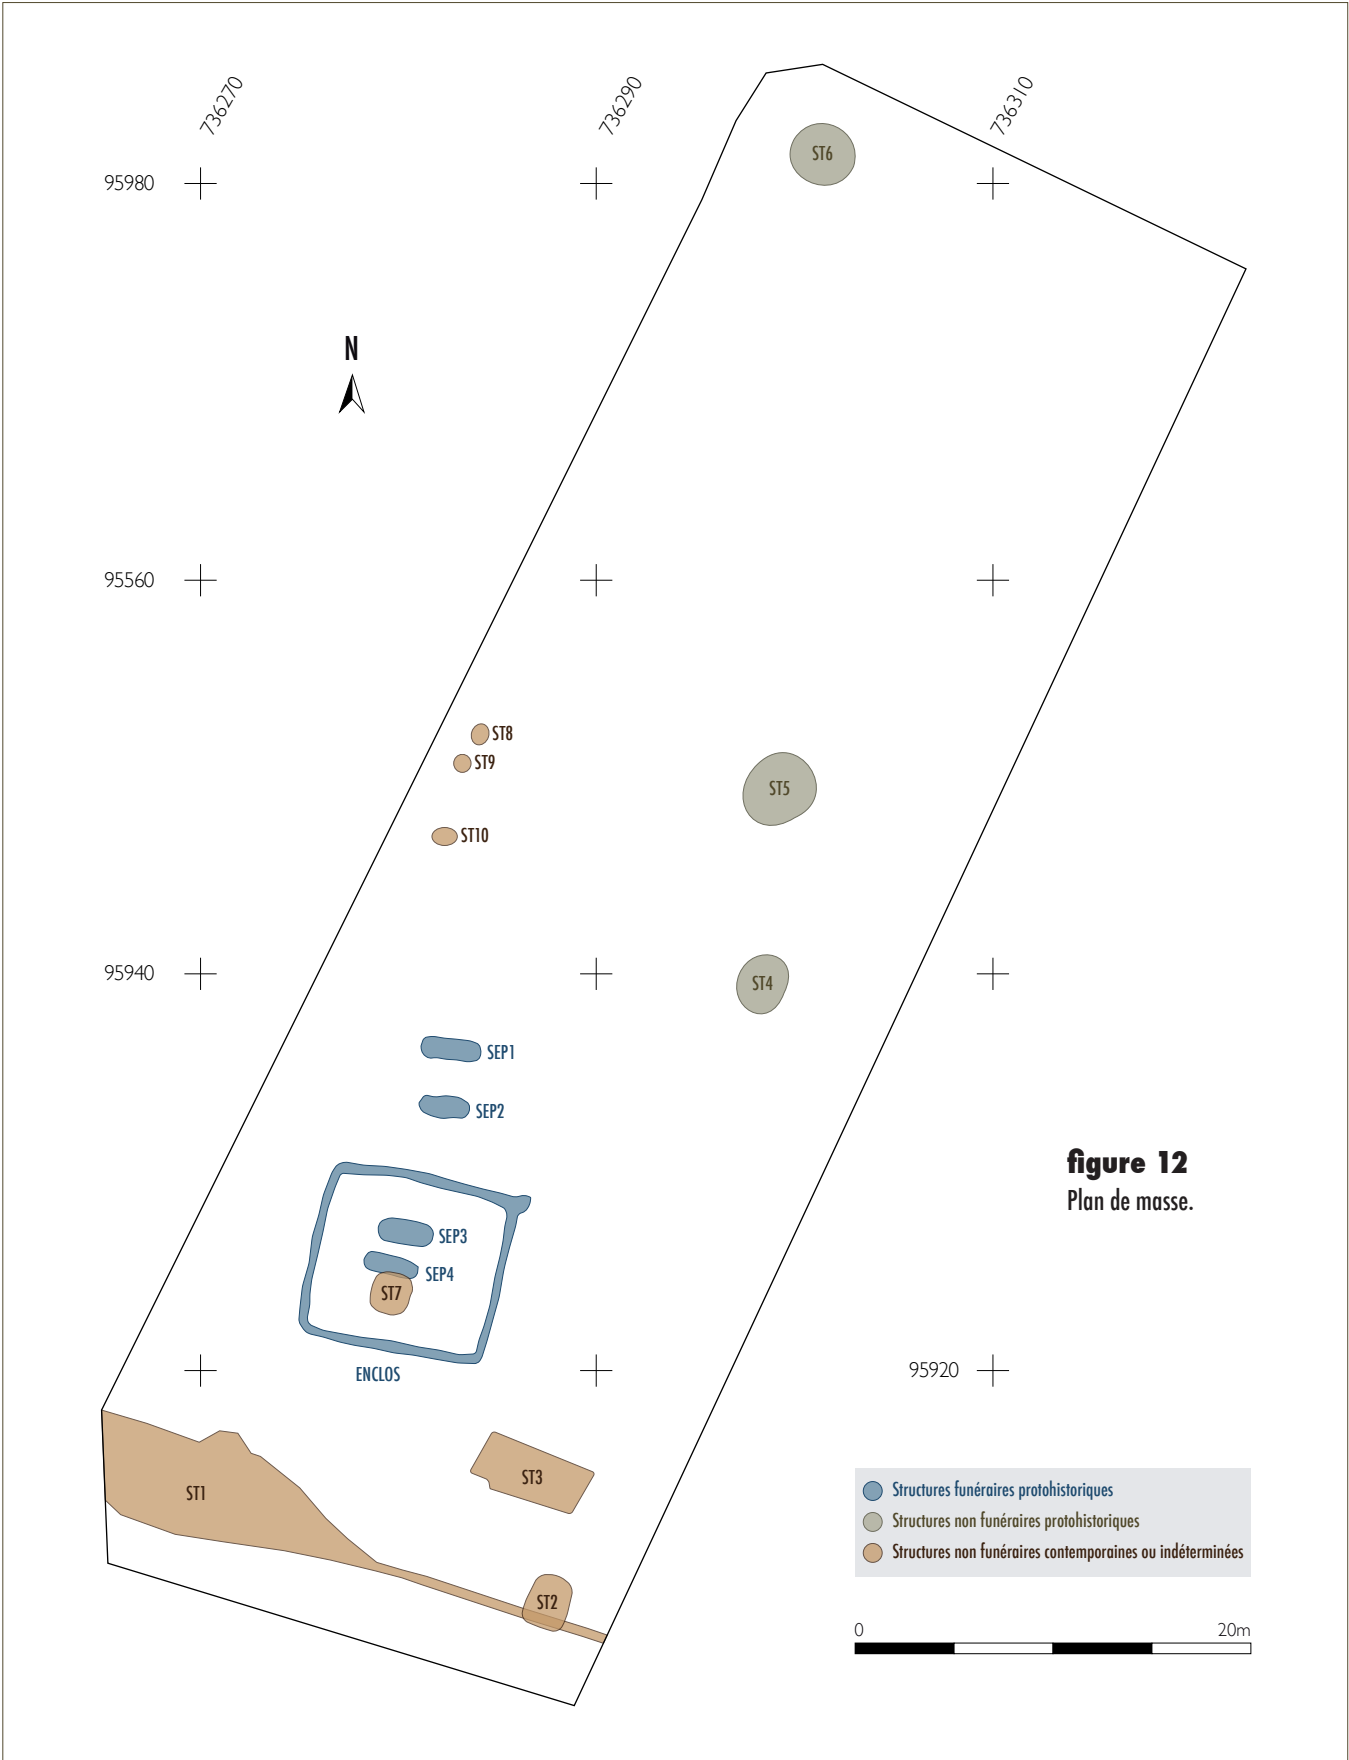 736270
736290
736310
ST6
95980
N
95560
ST8
ST9
ST5
ST10
95940
ST4
SEP1
SEP2
figure 12
Plan de masse.
SEP3
SEP4
ST7
95920
ENCLOS
ST3
ST1
Structures funéraires protohistoriques
Structures non funéraires protohistoriques
Structures non funéraires contemporaines ou indéterminées
ST2
0 20m